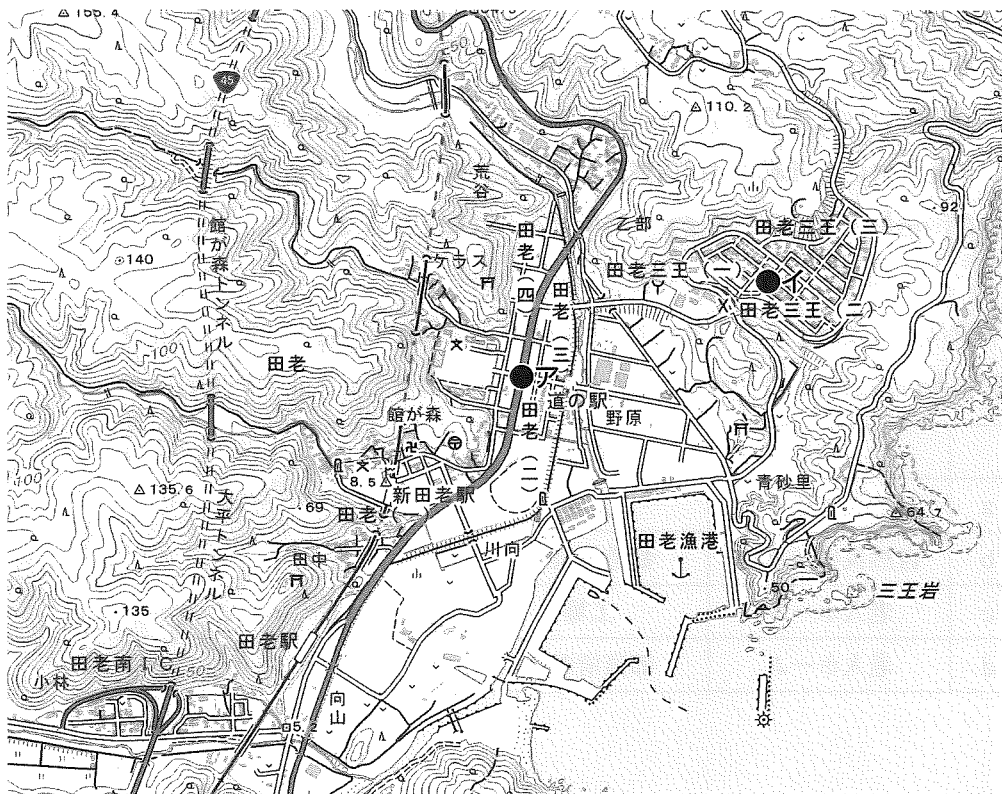 155.4
50
45
110.2
荒谷
92
乙部
田老三王（三）
田老（四）
館が森トンネル
ケラス
田老三王（一）
イ
140
田老三王（二）
田老（三）
100
田老
ア
道の駅
野原
館が森
田老（二）
8.5
100
135.6
69
新田老駅
青砂里
64.7
大平トンネル
田老（一）
田老漁港
川向
田中
50
三王岩
135
田老駅
田老南IC
50
小林
向山
5.2